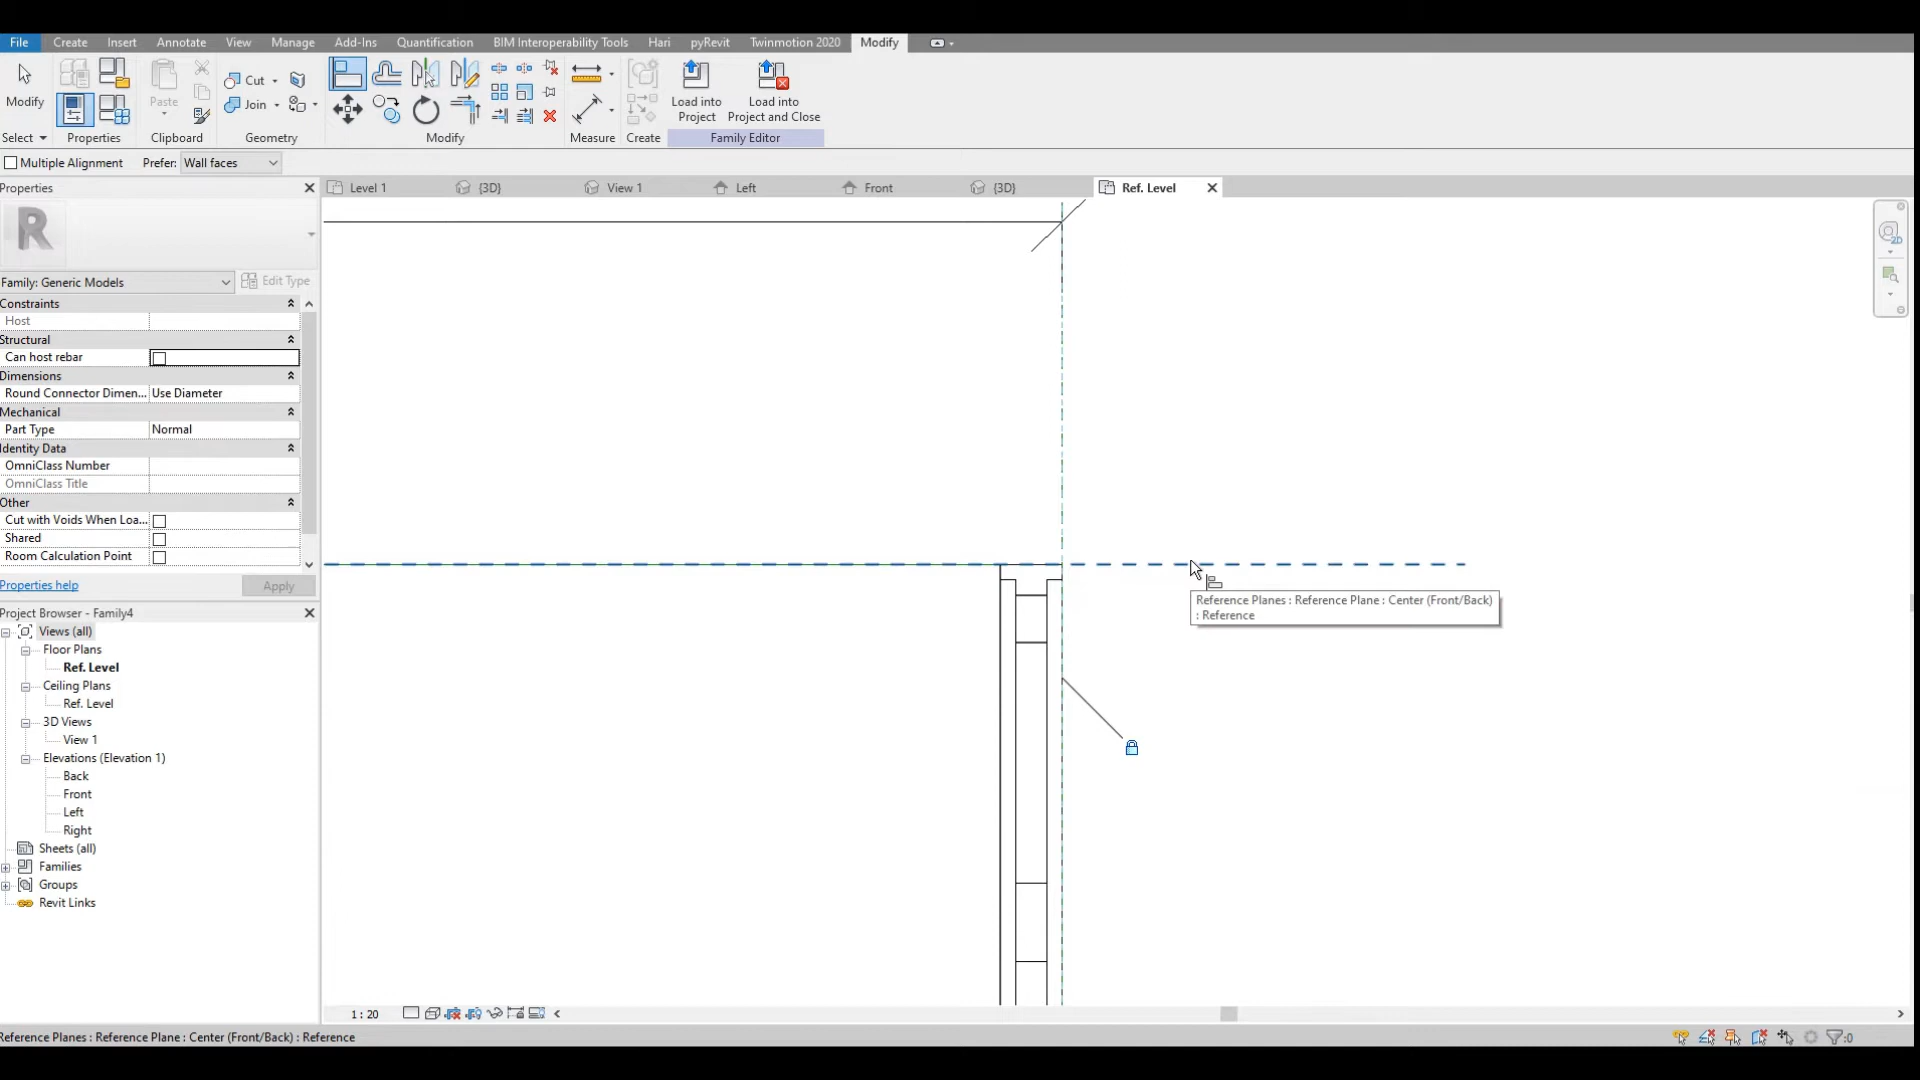 File Create Insert Annotate View Manage Add-Ins Quantification BIM Interoperability Tools Hari pyRevit Twinmotion 2020 Modify
Modify
Paste
Cut
Join
Load into Project
Load into Project and Close
Select Properties Clipboard Geometry Modify Measure Create Family Editor
Multiple Alignment Prefer: Wall faces
Properties
Level 1 {3D} View 1 Left Front {3D} Ref. Level
R
Family: Generic Models Edit Type
Constraints
Host
Structural
Can host rebar
Dimensions
Round Connector Dimen... Use Diameter
Mechanical
Part Type Normal
Identity Data
OmniClass Number
OmniClass Title
Other
Cut with Voids When Loa...
Shared
Room Calculation Point
Properties help Apply
Project Browser - Family4
Views (all)
Floor Plans
Ref. Level
Ceiling Plans
Ref. Level
3D Views
View 1
Elevations (Elevation 1)
Back
Front
Left
Right
Sheets (all)
Families
Groups
Revit Links
2D
Reference Planes : Reference Plane : Center (Front/Back)
: Reference
1 : 20
Reference Planes : Reference Plane : Center (Front/Back) : Reference
:0